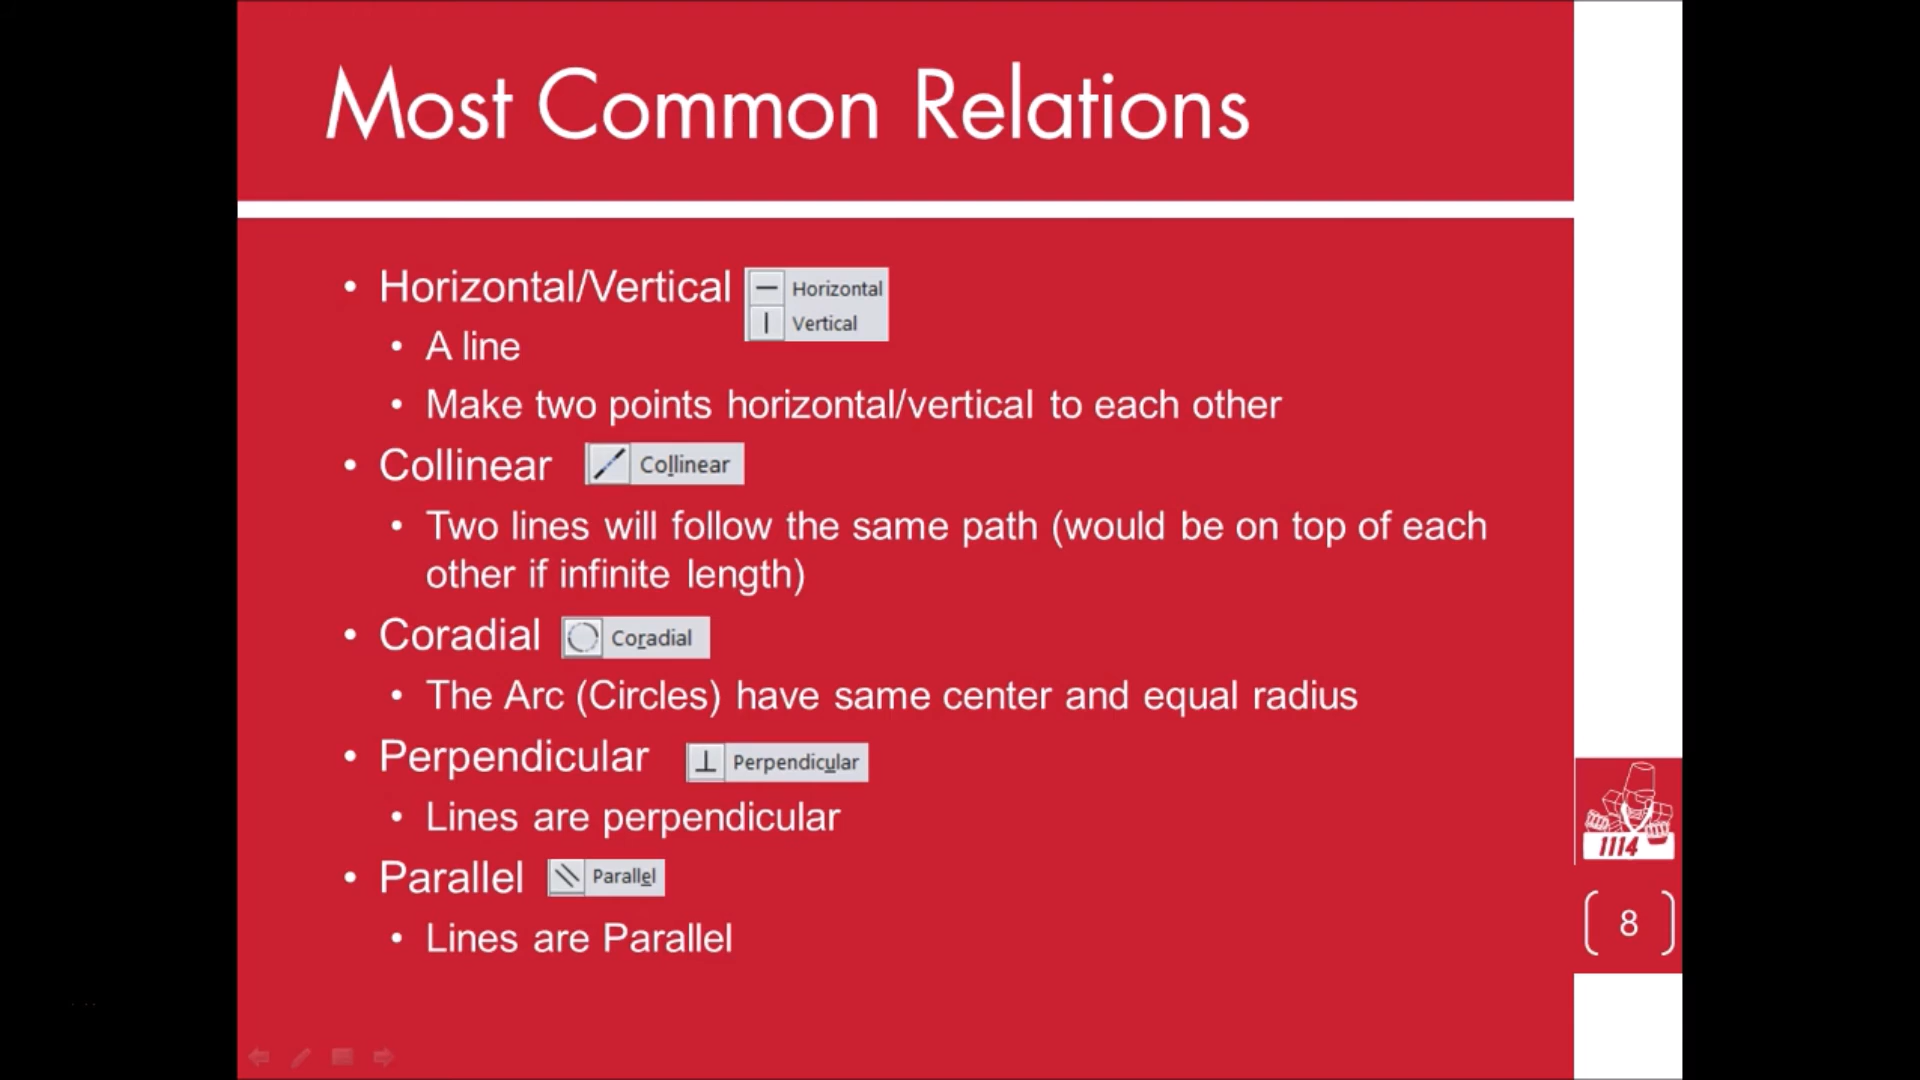 Most Common Relations
• Horizontal/Vertical
Horizontal
Vertical
• A line
• Make two points horizontal/vertical to each other
• Collinear
Collinear
• Two lines will follow the same path (would be on top of each
other if infinite length)
• Coradial
Coradial
• The Arc (Circles) have same center and equal radius
• Perpendicular
Perpendicular
• Lines are perpendicular
• Parallel
Parallel
• Lines are Parallel
1114
8